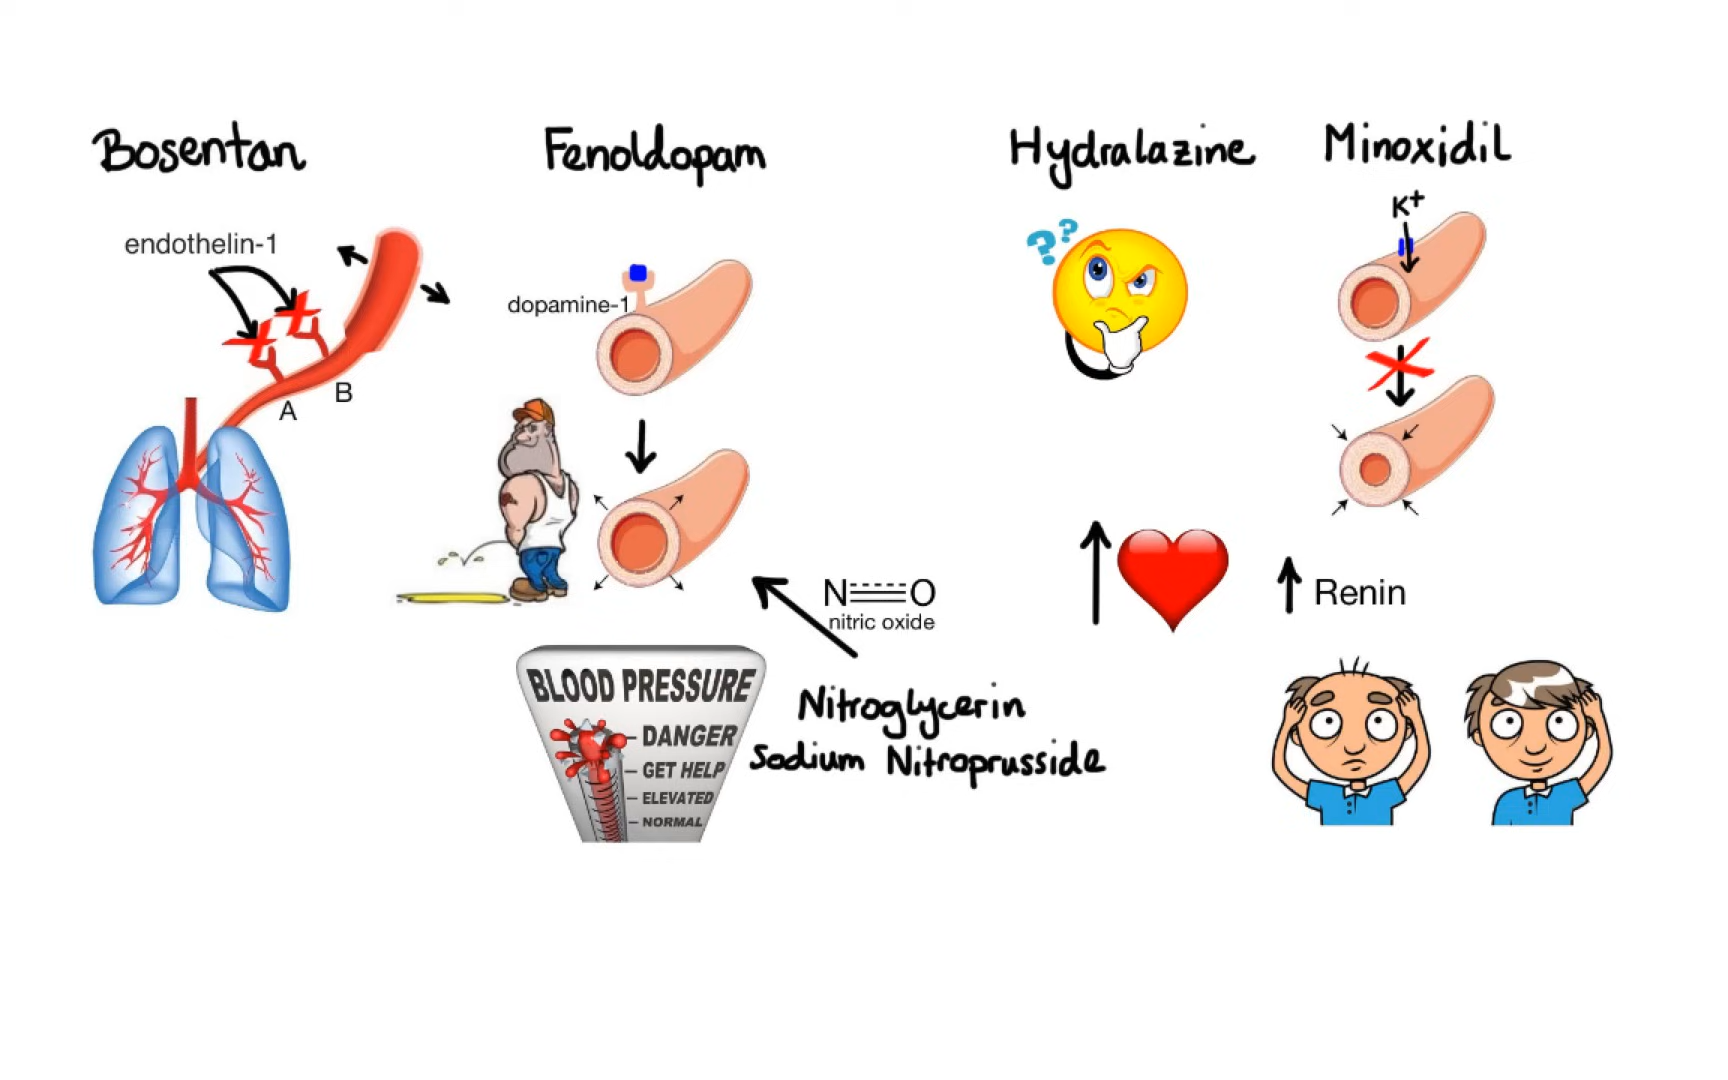 Bosentan
endothelin-1
A
B
Fenoldopam
dopamine-1
BLOOD PRESSURE
DANGER
GET HELP
ELEVATED
NORMAL
N O
nitric oxide
Nitroglycerin
Sodium Nitroprusside
Hydralazine
??
Minoxidil
K+
Renin